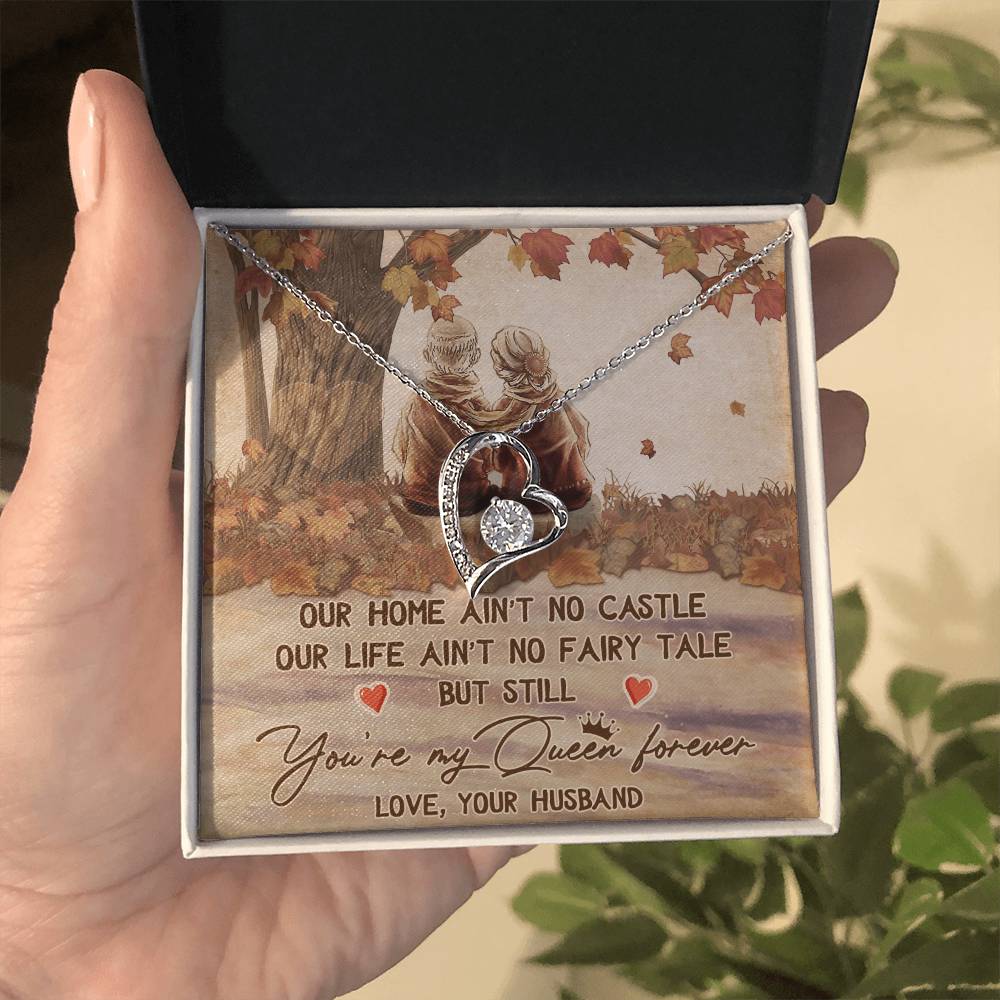 OUR HOME AIN'T NO CASTLE
OUR LIFE AIN'T NO FAIRY TALE
BUT STILL
You're my Queen forever
LOVE, YOUR HUSBAND